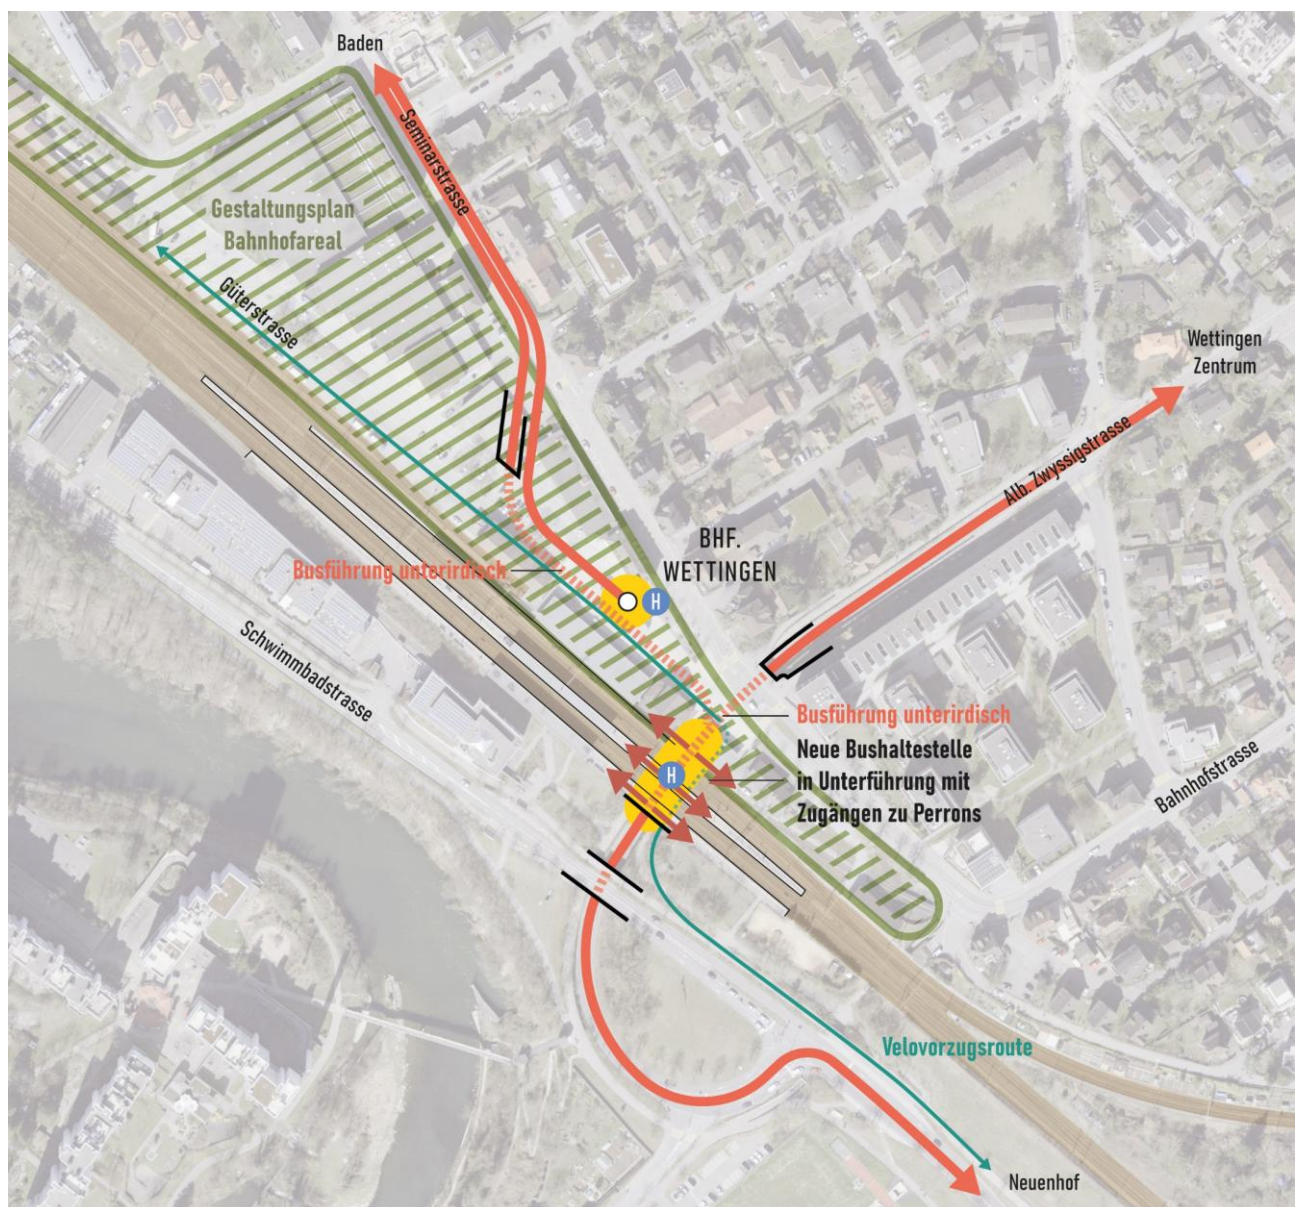 Baden
Seminarstrasse
Gestaltungsplan
Bahnhofareal
Güterstrasse
Wettingen
Zentrum
Alb. Zwyssigstrasse
BHF.
WETTINGEN
Busführung unterirdisch
H
Schwimmbadstrasse
Busführung unterirdisch
Neue Bushaltestelle
in Unterführung mit
Zugängen zu Perrons
H
Bahnhofstrasse
Velovorzugsroute
Neuenhof